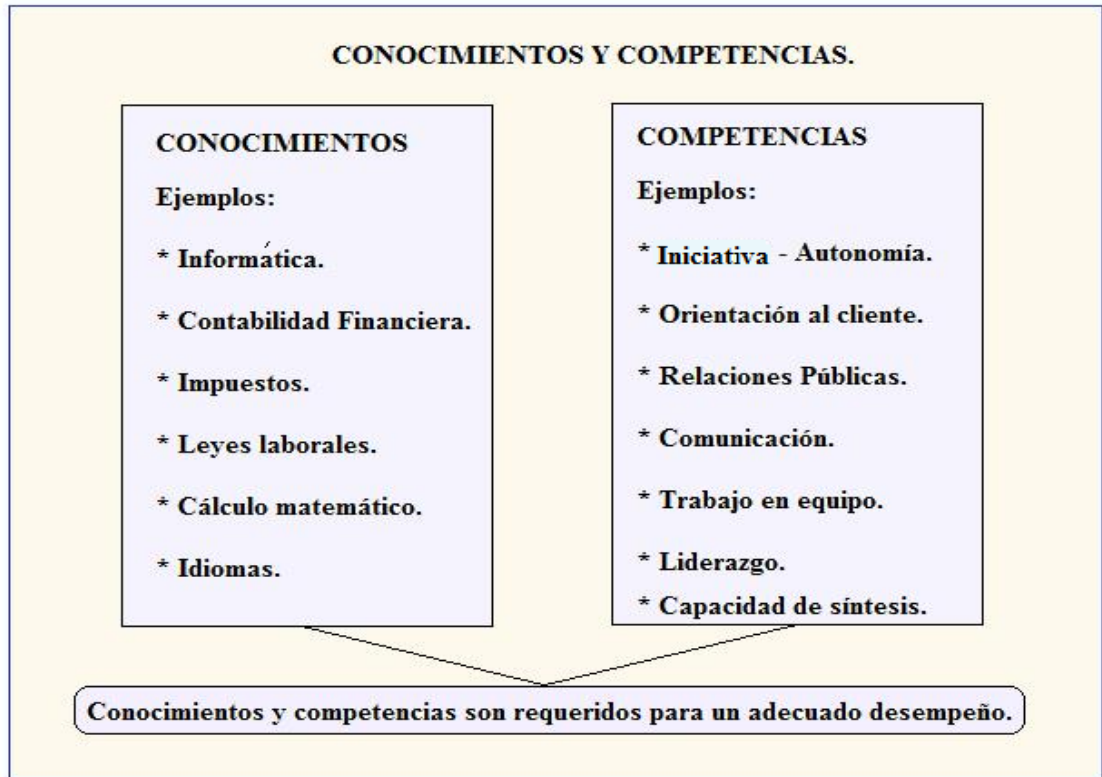 CONOCIMIENTOS Y COMPETENCIAS.
CONOCIMIENTOS
Ejemplos:
* Informática.
* Contabilidad Financiera.
* Impuestos.
* Leyes laborales.
* Cálculo matemático.
* Idiomas.
COMPETENCIAS
Ejemplos:
* Iniciativa - Autonomía.
* Orientación al cliente.
* Relaciones Públicas.
* Comunicación.
* Trabajo en equipo.
* Liderazgo.
* Capacidad de síntesis.
Conocimientos y competencias son requeridos para un adecuado desempeño.